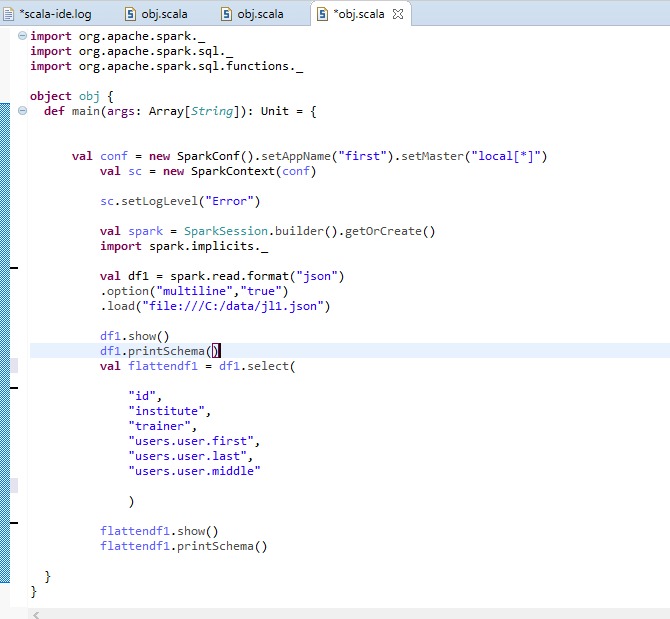 *scala-ide.log obj.scala obj.scala *obj.scala
import org.apache.spark._
import org.apache.spark.sql._
import org.apache.spark.sql.functions._
object obj {
def main(args: Array[String]): Unit = {
val conf = new SparkConf().setAppName("first").setMaster("local[*]")
val sc = new SparkContext(conf)
sc.setLogLevel("Error")
val spark = SparkSession.builder().getOrCreate()
import spark.implicits._
val df1 = spark.read.format("json")
.option("multiline","true")
.load("file:///C:/data/jl1.json")
df1.show()
df1.printSchema()
val flattendf1 = df1.select(
"id",
"institute",
"trainer",
"users.user.first",
"users.user.last",
"users.user.middle"
)
flattendf1.show()
flattendf1.printSchema()
}
}